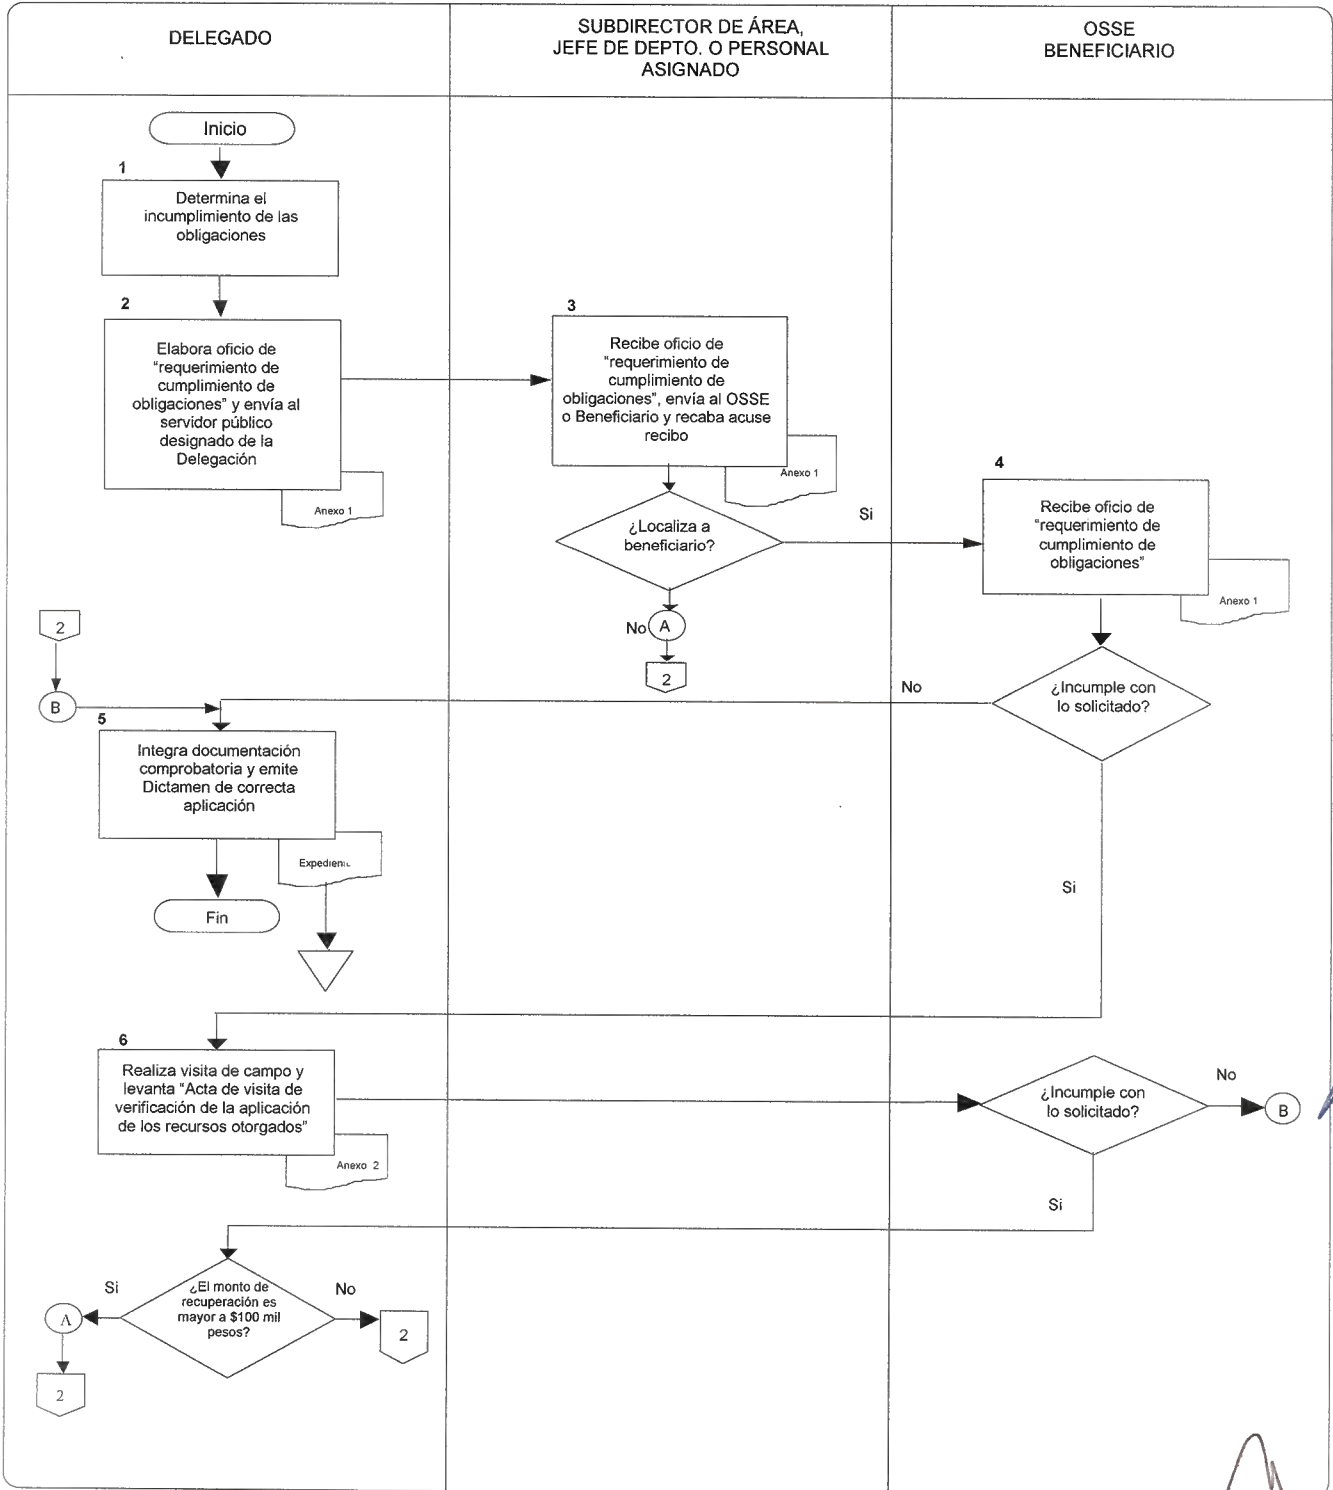 DELEGADO
SUBDIRECTOR DE ÁREA,
JEFE DE DEPTO. O PERSONAL
ASIGNADO
OSSE
BENEFICIARIO
Inicio
1
Determina el
incumplimiento de las
obligaciones
2
Elabora oficio de
“requerimiento de
cumplimiento de
obligaciones” y envía al
servidor público
designado de la
Delegación
Anexo 1
3
Recibe oficio de
“requerimiento de
cumplimiento de
obligaciones”, envía al OSSE
o Beneficiario y recaba acuse
recibo
Anexo 1
¿Localiza a
beneficiario?
Si
No
A
2
4
Recibe oficio de
“requerimiento de
cumplimiento de
obligaciones”
Anexo 1
¿Incumple con
lo solicitado?
No
Si
2
B
5
Integra documentación
comprobatoria y emite
Dictamen de correcta
aplicación
Fin
6
Realiza visita de campo y
levanta “Acta de visita de
verificación de la aplicación
de los recursos otorgados”
Anexo 2
¿Incumple con
lo solicitado?
No
B
Si
¿El monto de
recuperación es
mayor a $100 mil
pesos?
Si
A
2
No
2